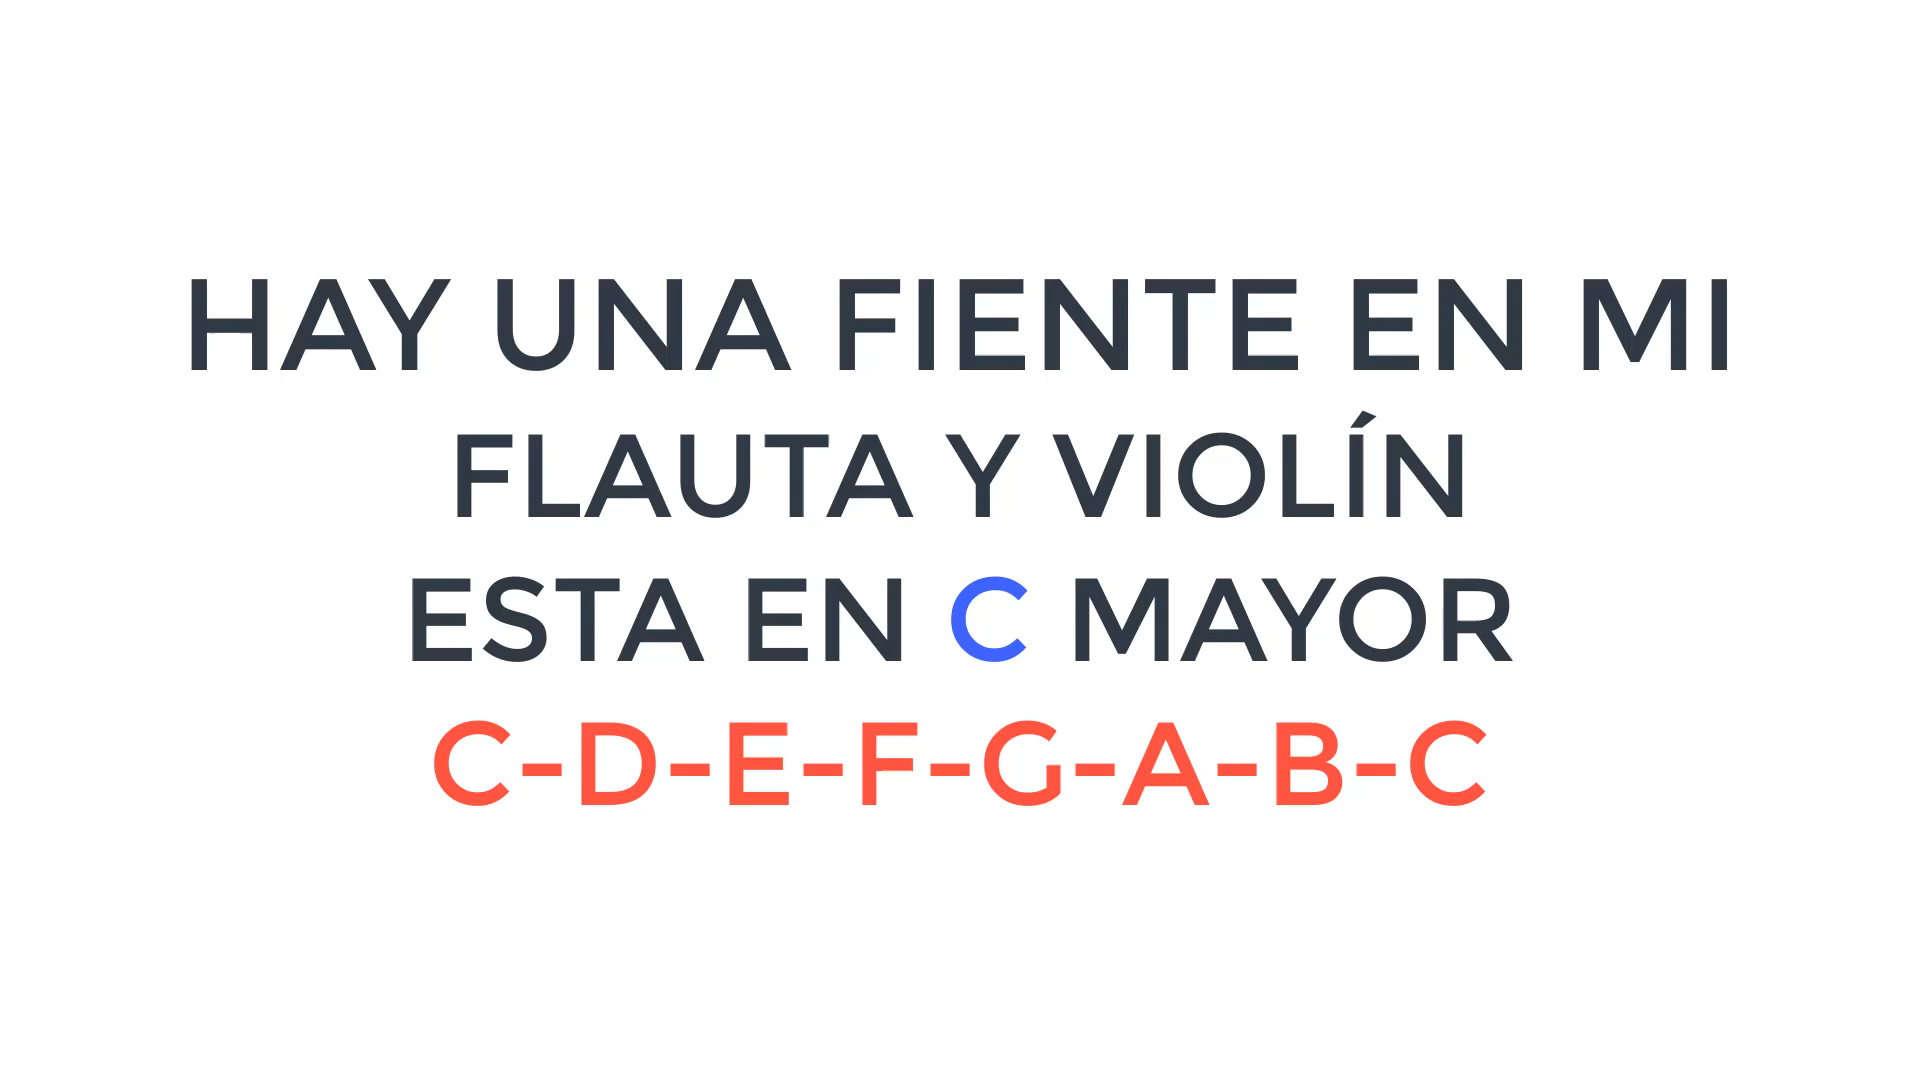 HAY UNA FIENTE EN MI
FLAUTA Y VIOLÍN
ESTA EN C MAYOR
C-D-E-F-G-A-B-C